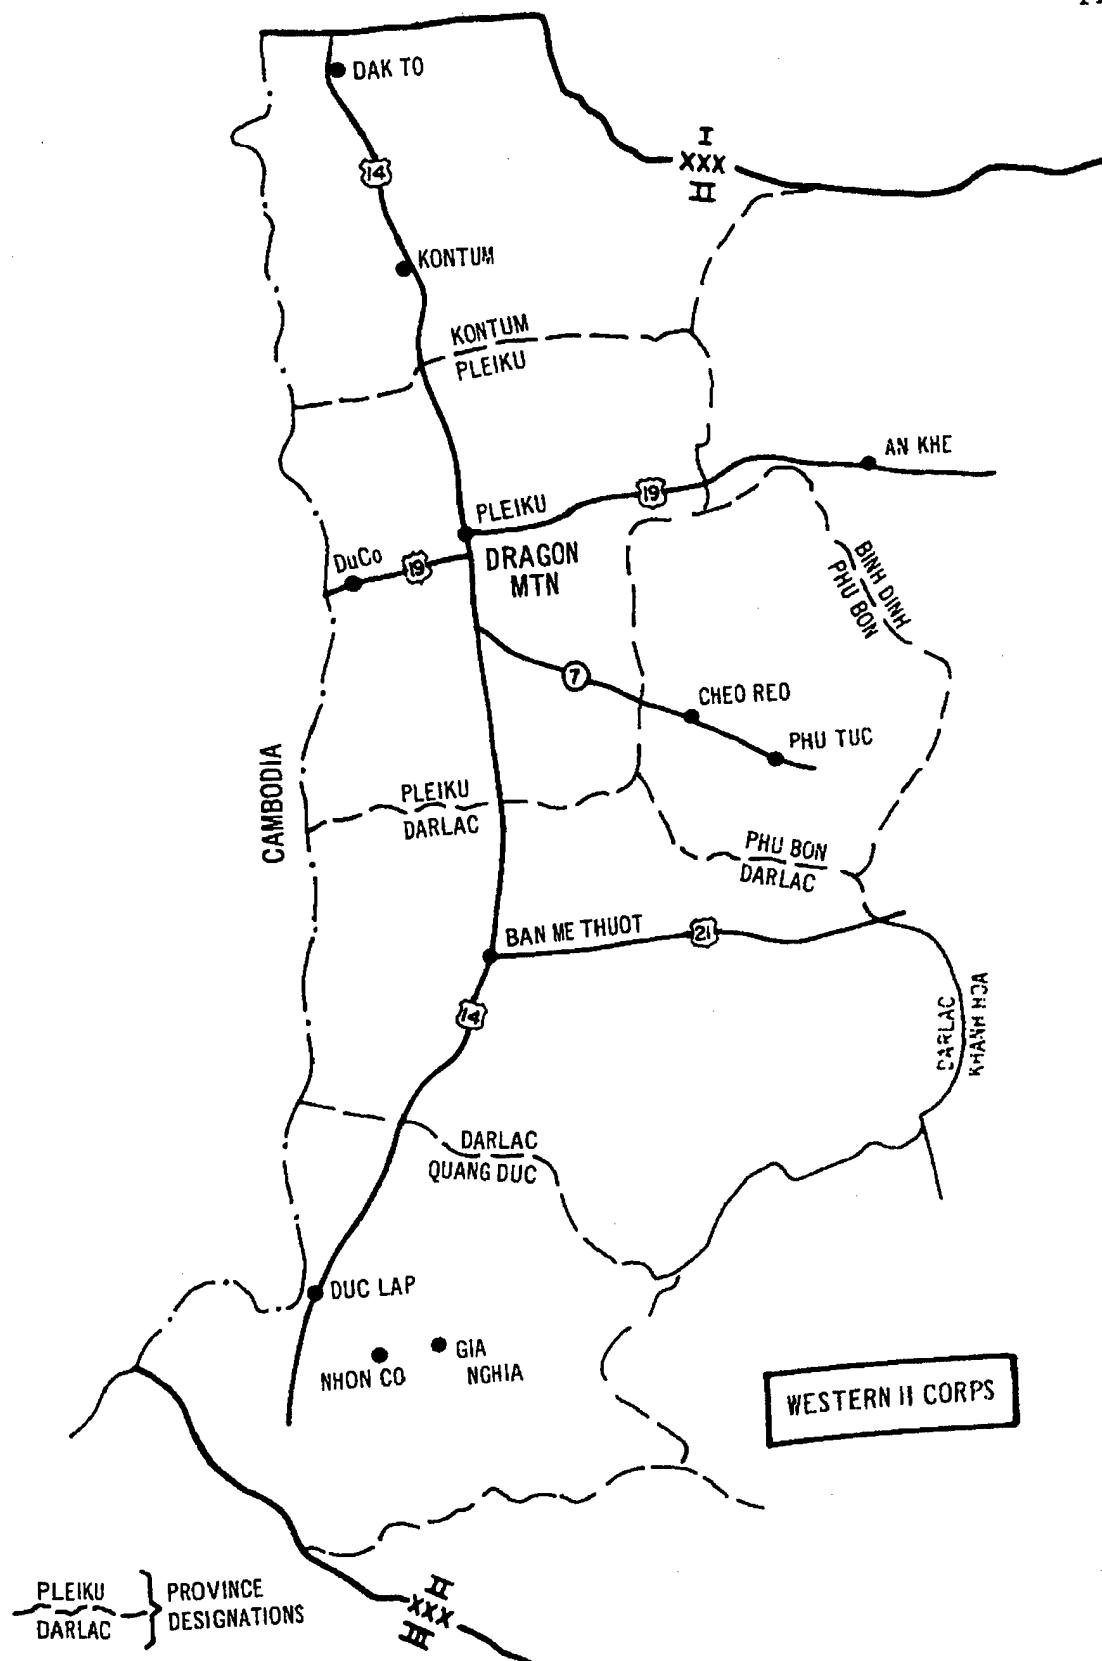 DAK TO
I
XXX
II
14
KONTUM
KONTUM
PLEIKU
AN KHE
19
PLEIKU
DuCo
19
DRAGON
MTN
BINH DINH
PHU BON
7
CHEO REO
PHU TUC
CAMBODIA
PLEIKU
DARLAC
PHU BON
DARLAC
BAN ME THUOT
21
14
DARLAC
KHANH HOA
DARLAC
QUANG DUC
DUC LAP
GIA
NGHIA
NHON CO
WESTERN II CORPS
PLEIKU
DARLAC
PROVINCE
DESIGNATIONS
II
XXX
III